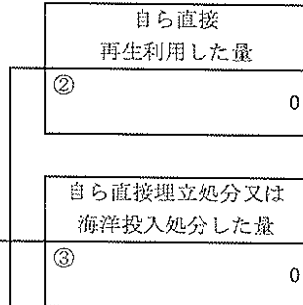 自ら直接
再生利用した量
②
0
自ら直接埋立処分又は
海洋投入処分した量
③
0